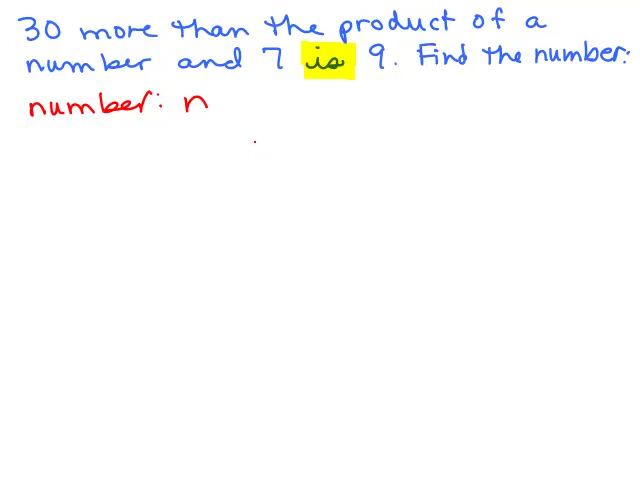 30 more than the product of a
number and 7 is 9. Find the number:
number: n